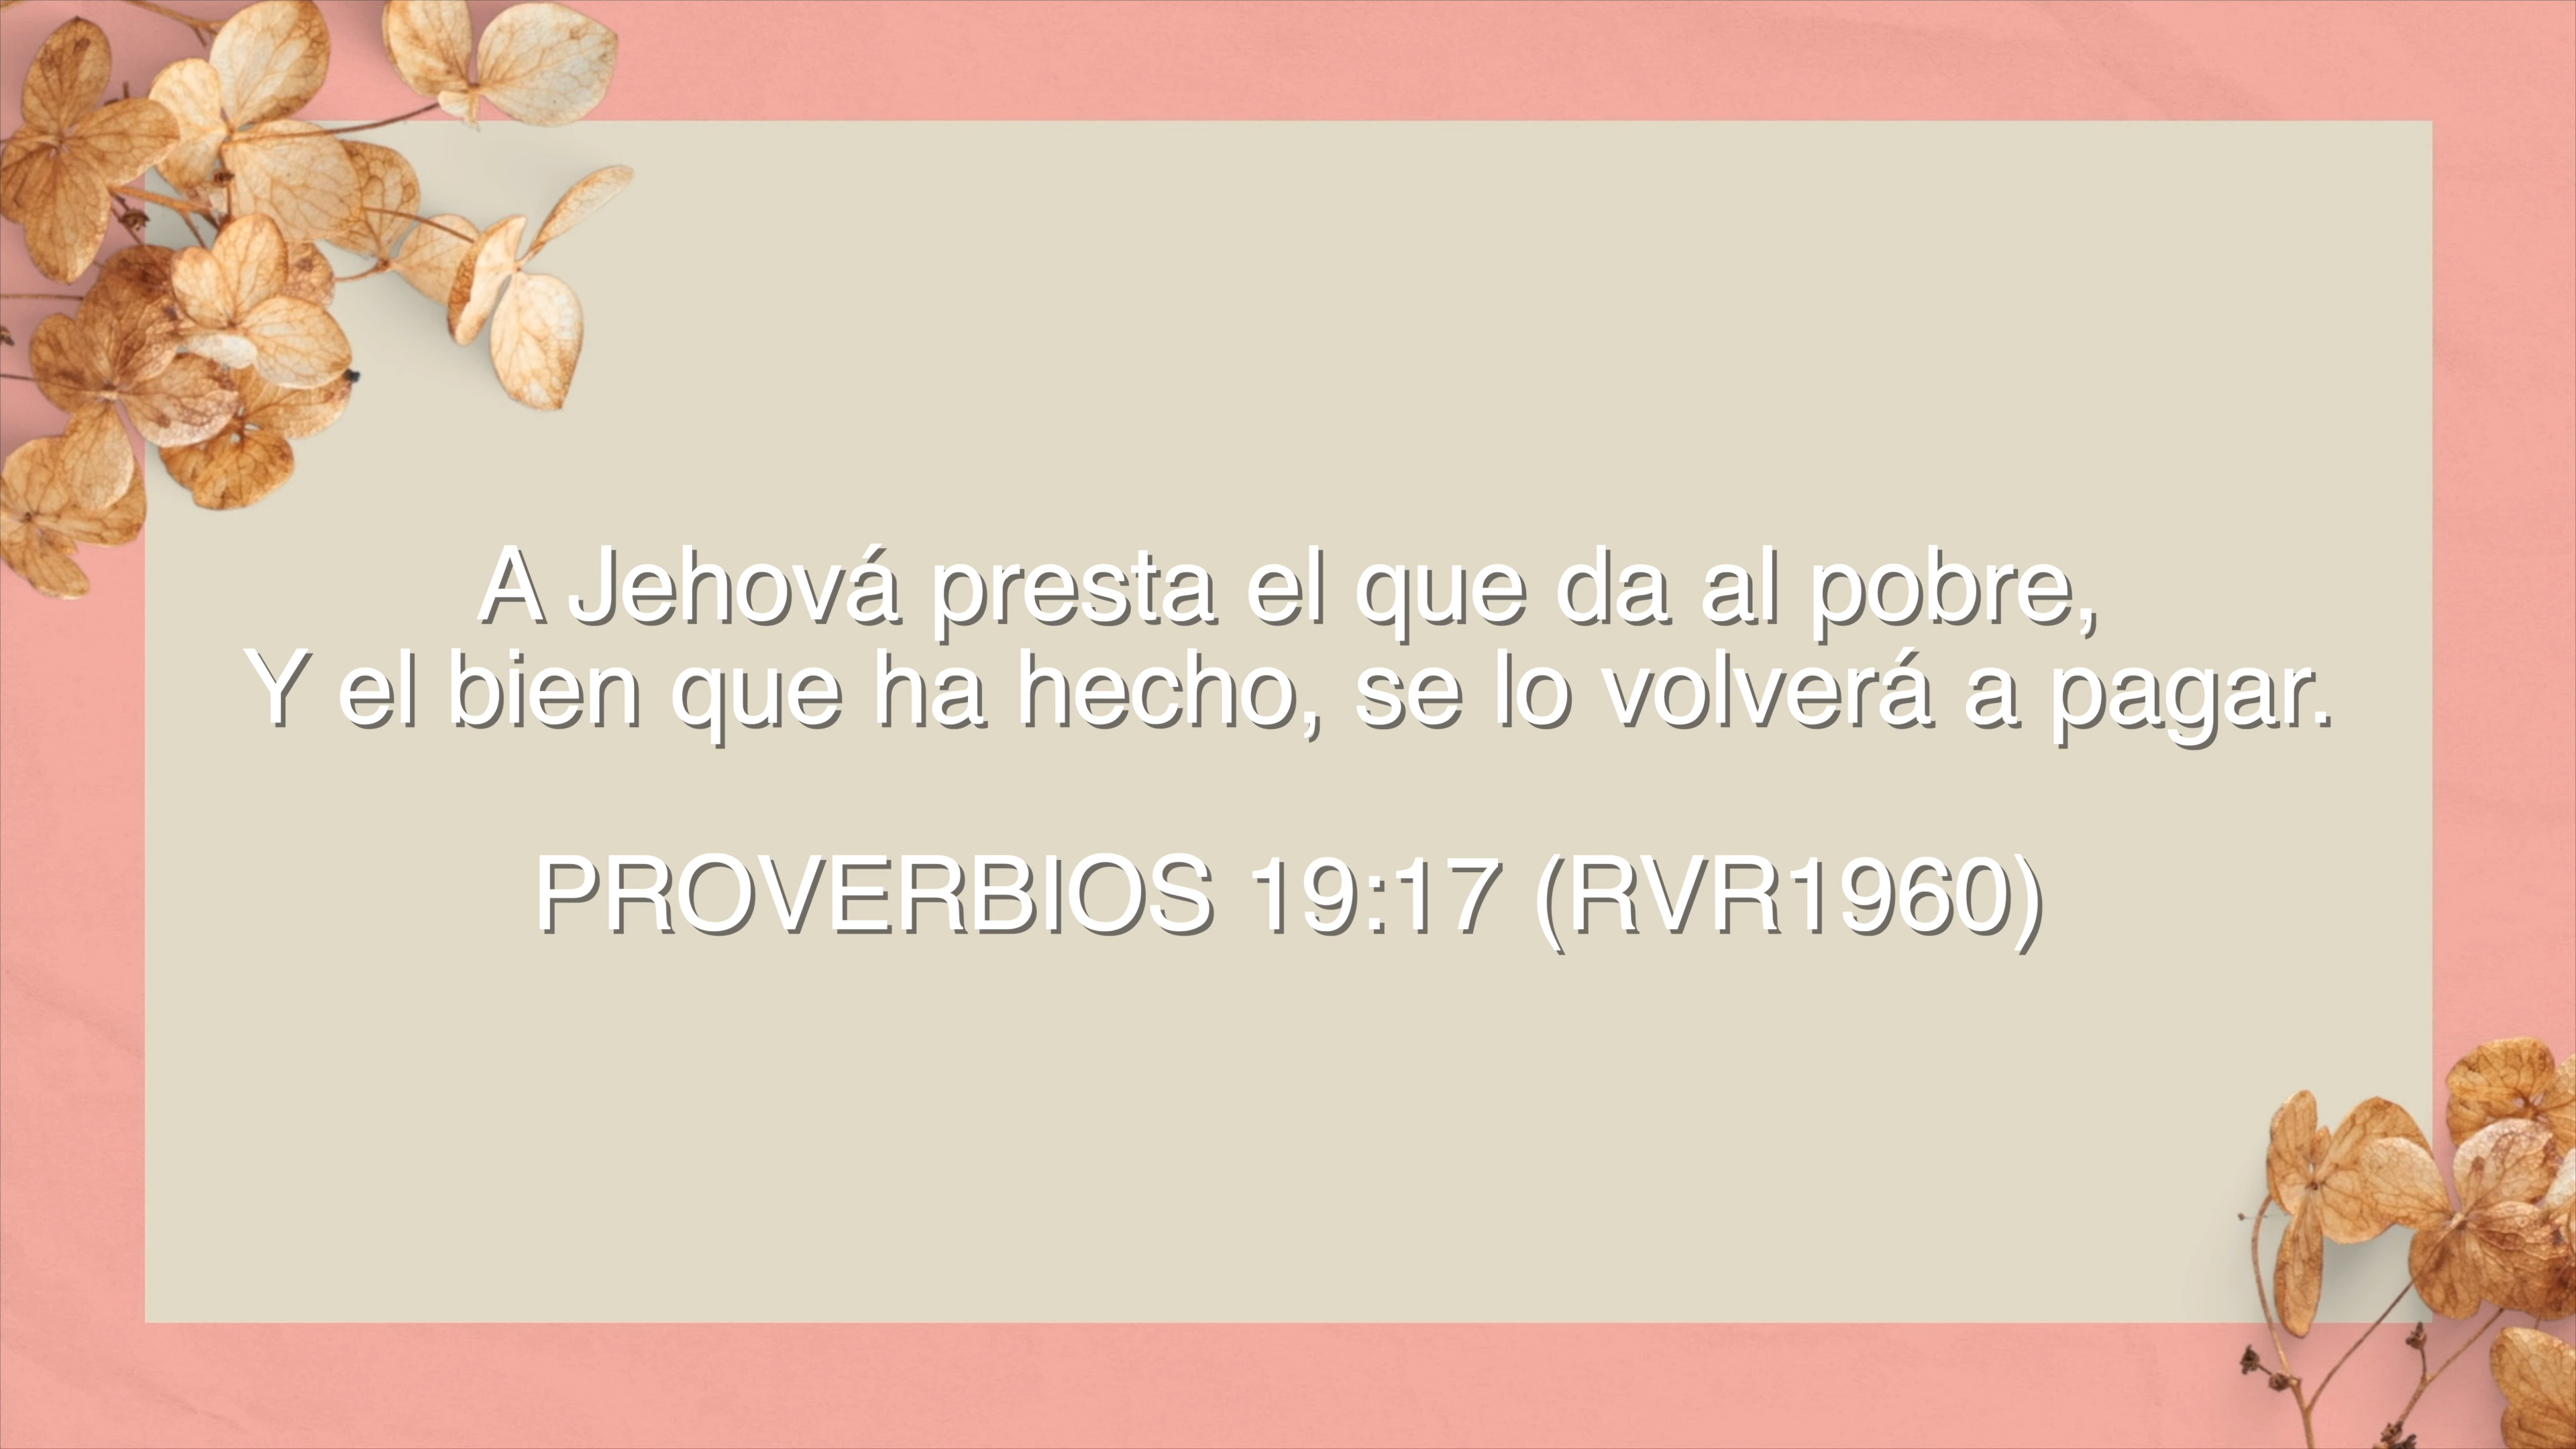 A Jehová presta el que da al pobre,
Y el bien que ha hecho, se lo volverá a pagar.
PROVERBIOS 19:17 (RVR1960)